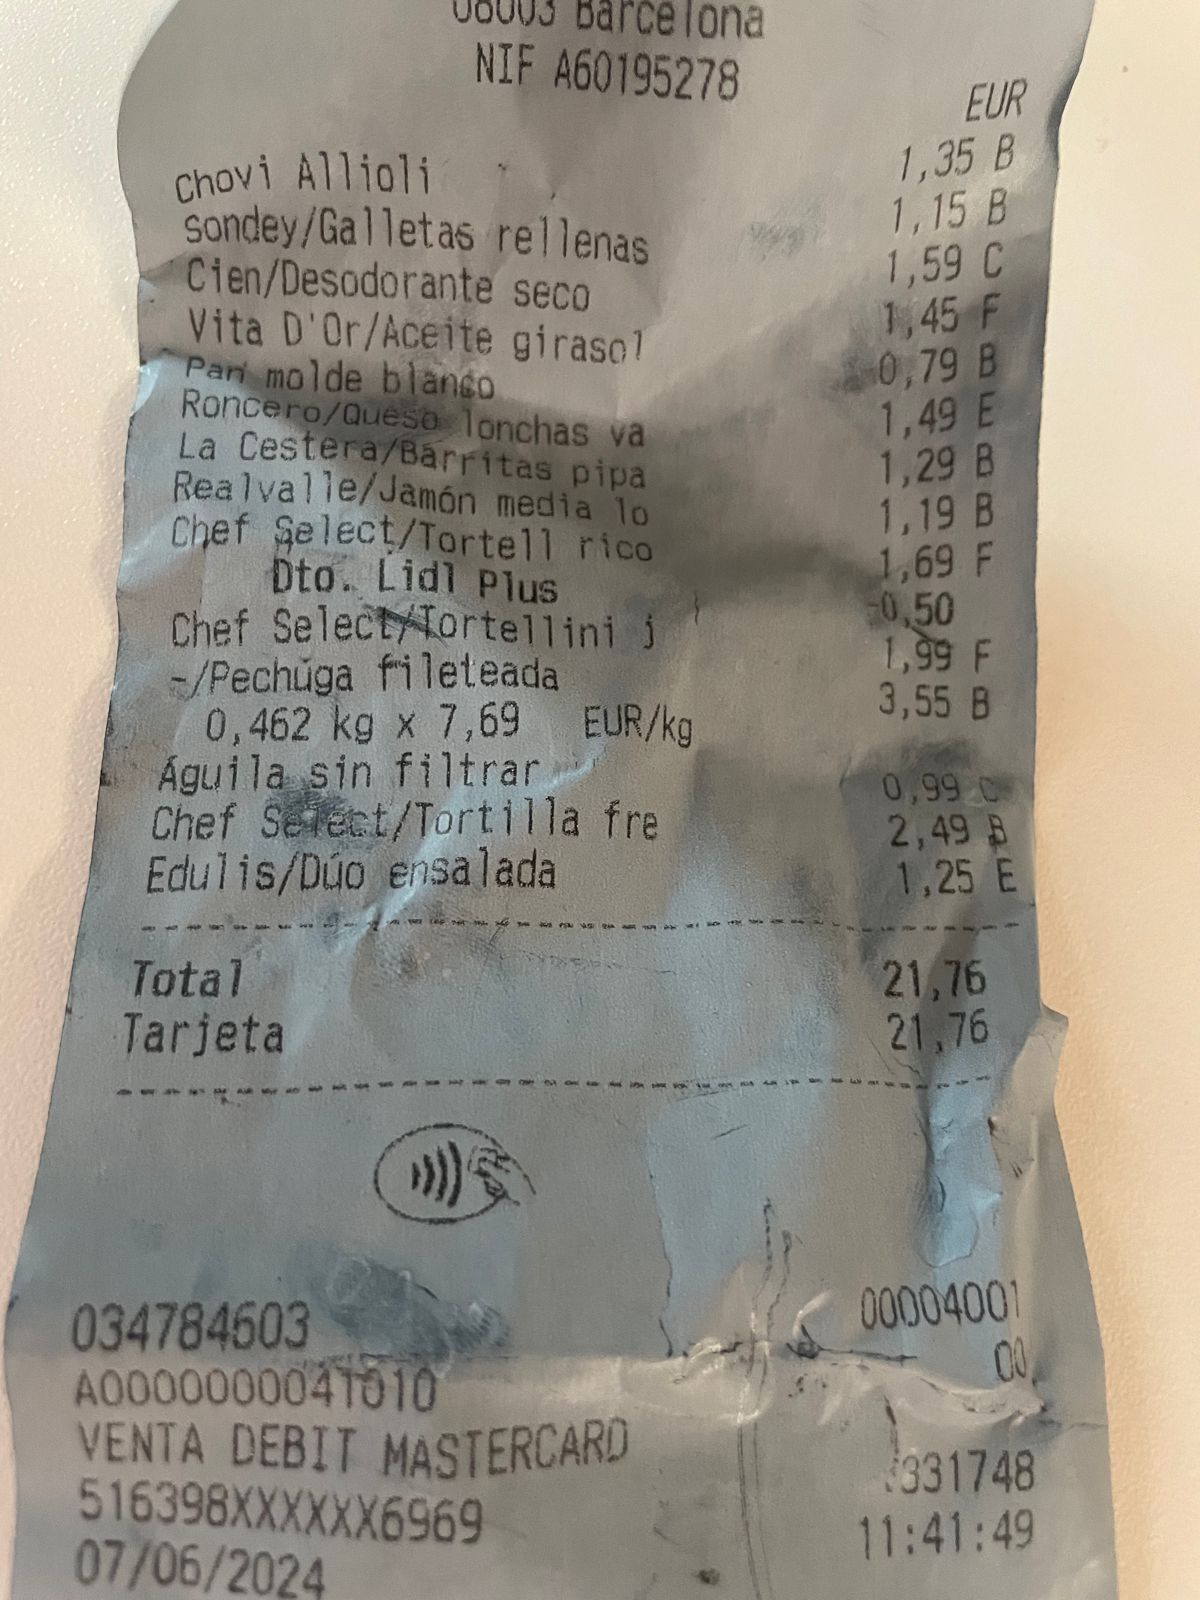 08003 Barcelona
NIF A60195278
EUR
Chovi Allioli 1,35 B
sondey/Galletas rellenas 1,15 B
Cien/Desodorante seco 1,59 C
Vita D'Or/Aceite girasol 1,45 F
Pan molde blanco 0,79 B
Roncero/Queso lonchas va 1,49 E
La Cestera/Barritas pipa 1,29 B
Realvalle/Jamón media lo 1,19 B
Chef Select/Tortell rico 1,69 F
Dto. Lidl Plus -0,50
Chef Select/Tortellini j 1,99 F
-/Pechuga fileteada 3,55 B
0,462 kg x 7,69 EUR/kg
Águila sin filtrar 0,99 C
Chef Select/Tortilla fre 2,49 B
Edulis/Dúo ensalada 1,25 E
Total 21,76
Tarjeta 21,76
034784603 00004001
A0000000041010 00
VENTA DEBIT MASTERCARD
516398XXXXXX6969 331748
07/06/2024 11:41:49